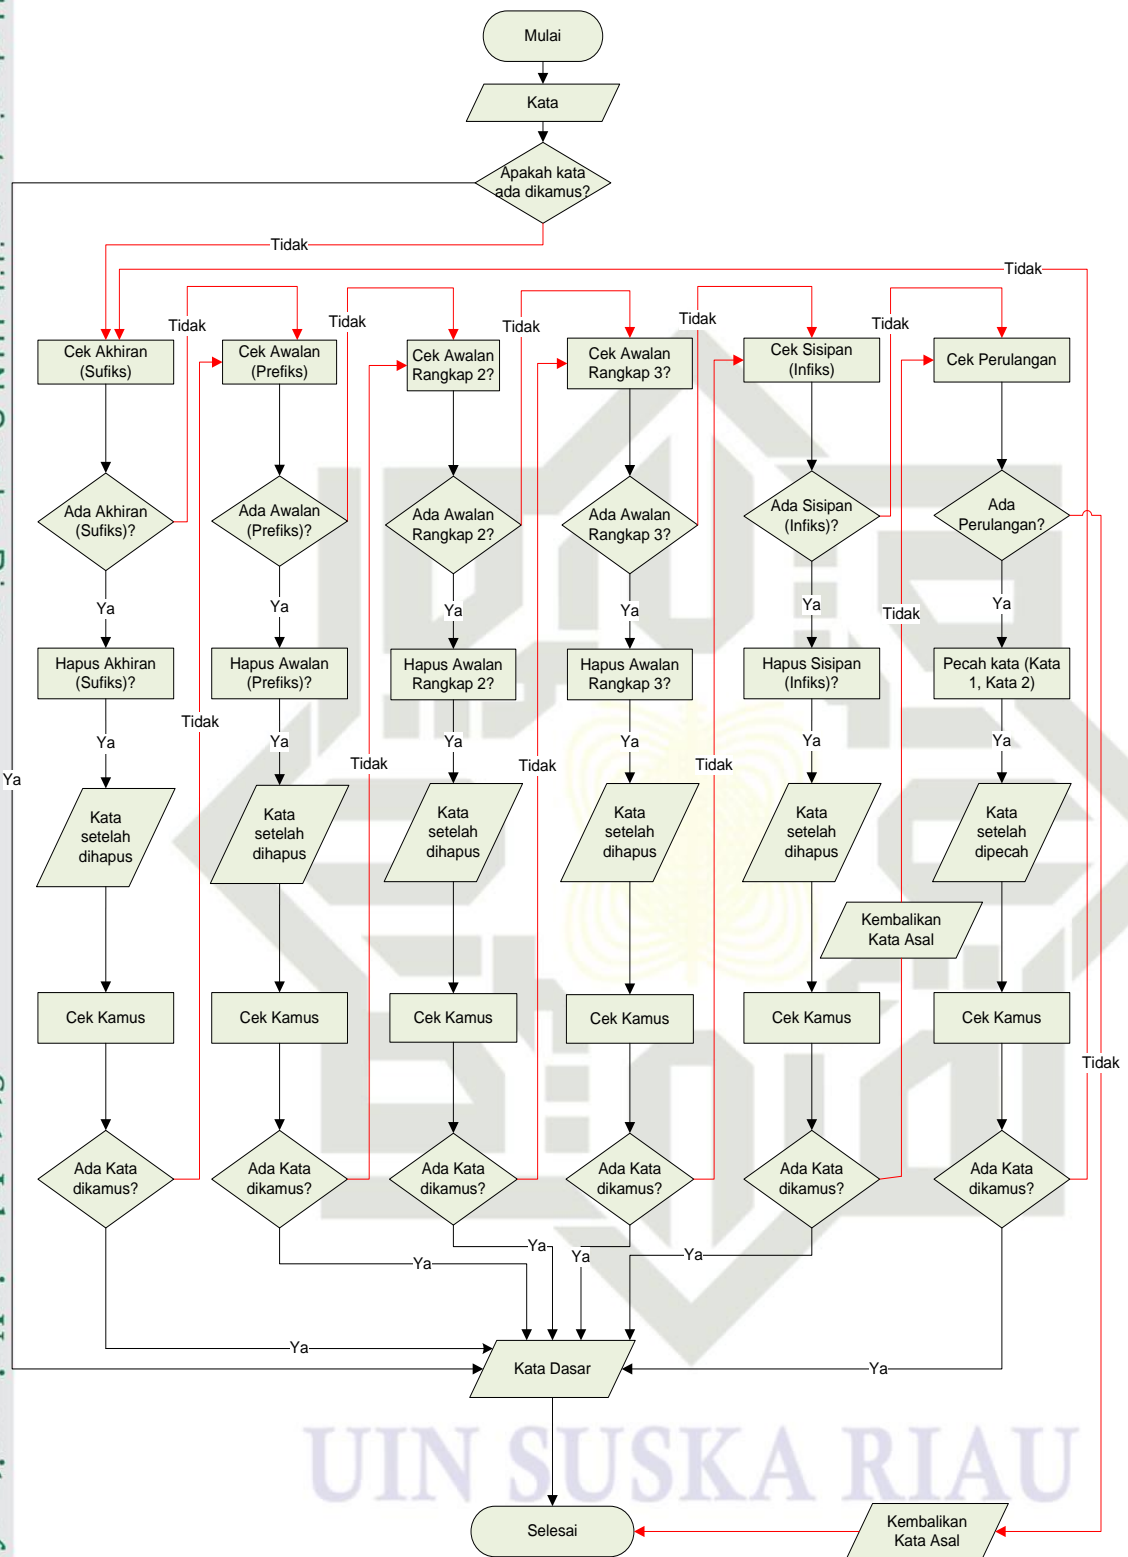 Mulai
Kata
Apakah kata
ada dikamus?
Tidak
Tidak
Tidak
Tidak
Tidak
Tidak
Tidak
Cek Akhiran
(Sufiks)
Cek Awalan
(Prefiks)
Cek Awalan
Rangkap 2?
Cek Awalan
Rangkap 3?
Cek Sisipan
(Infiks)
Cek Perulangan
Ada Akhiran
(Sufiks)?
Ada Awalan
(Prefiks)?
Ada Awalan
Rangkap 2?
Ada Awalan
Rangkap 3?
Ada Sisipan
(Infiks)?
Ada
Perulangan?
Ya
Ya
Ya
Ya
Ya
Ya
Tidak
Hapus Akhiran
(Sufiks)?
Hapus Awalan
(Prefiks)?
Hapus Awalan
Rangkap 2?
Hapus Awalan
Rangkap 3?
Hapus Sisipan
(Infiks)?
Pecah kata (Kata
1, Kata 2)
Tidak
Ya
Ya
Ya
Ya
Ya
Ya
Tidak
Tidak
Tidak
Ya
Kata
setelah
dihapus
Kata
setelah
dihapus
Kata
setelah
dihapus
Kata
setelah
dihapus
Kata
setelah
dihapus
Kata
setelah
dipecah
Kembalikan
Kata Asal
Cek Kamus
Cek Kamus
Cek Kamus
Cek Kamus
Cek Kamus
Cek Kamus
Tidak
Ada Kata
dikamus?
Ada Kata
dikamus?
Ada Kata
dikamus?
Ada Kata
dikamus?
Ada Kata
dikamus?
Ada Kata
dikamus?
Ya
Ya
Ya
Ya
Ya
Ya
Kata Dasar
UIN SUSKA RIAU
Selesai
Kembalikan
Kata Asal